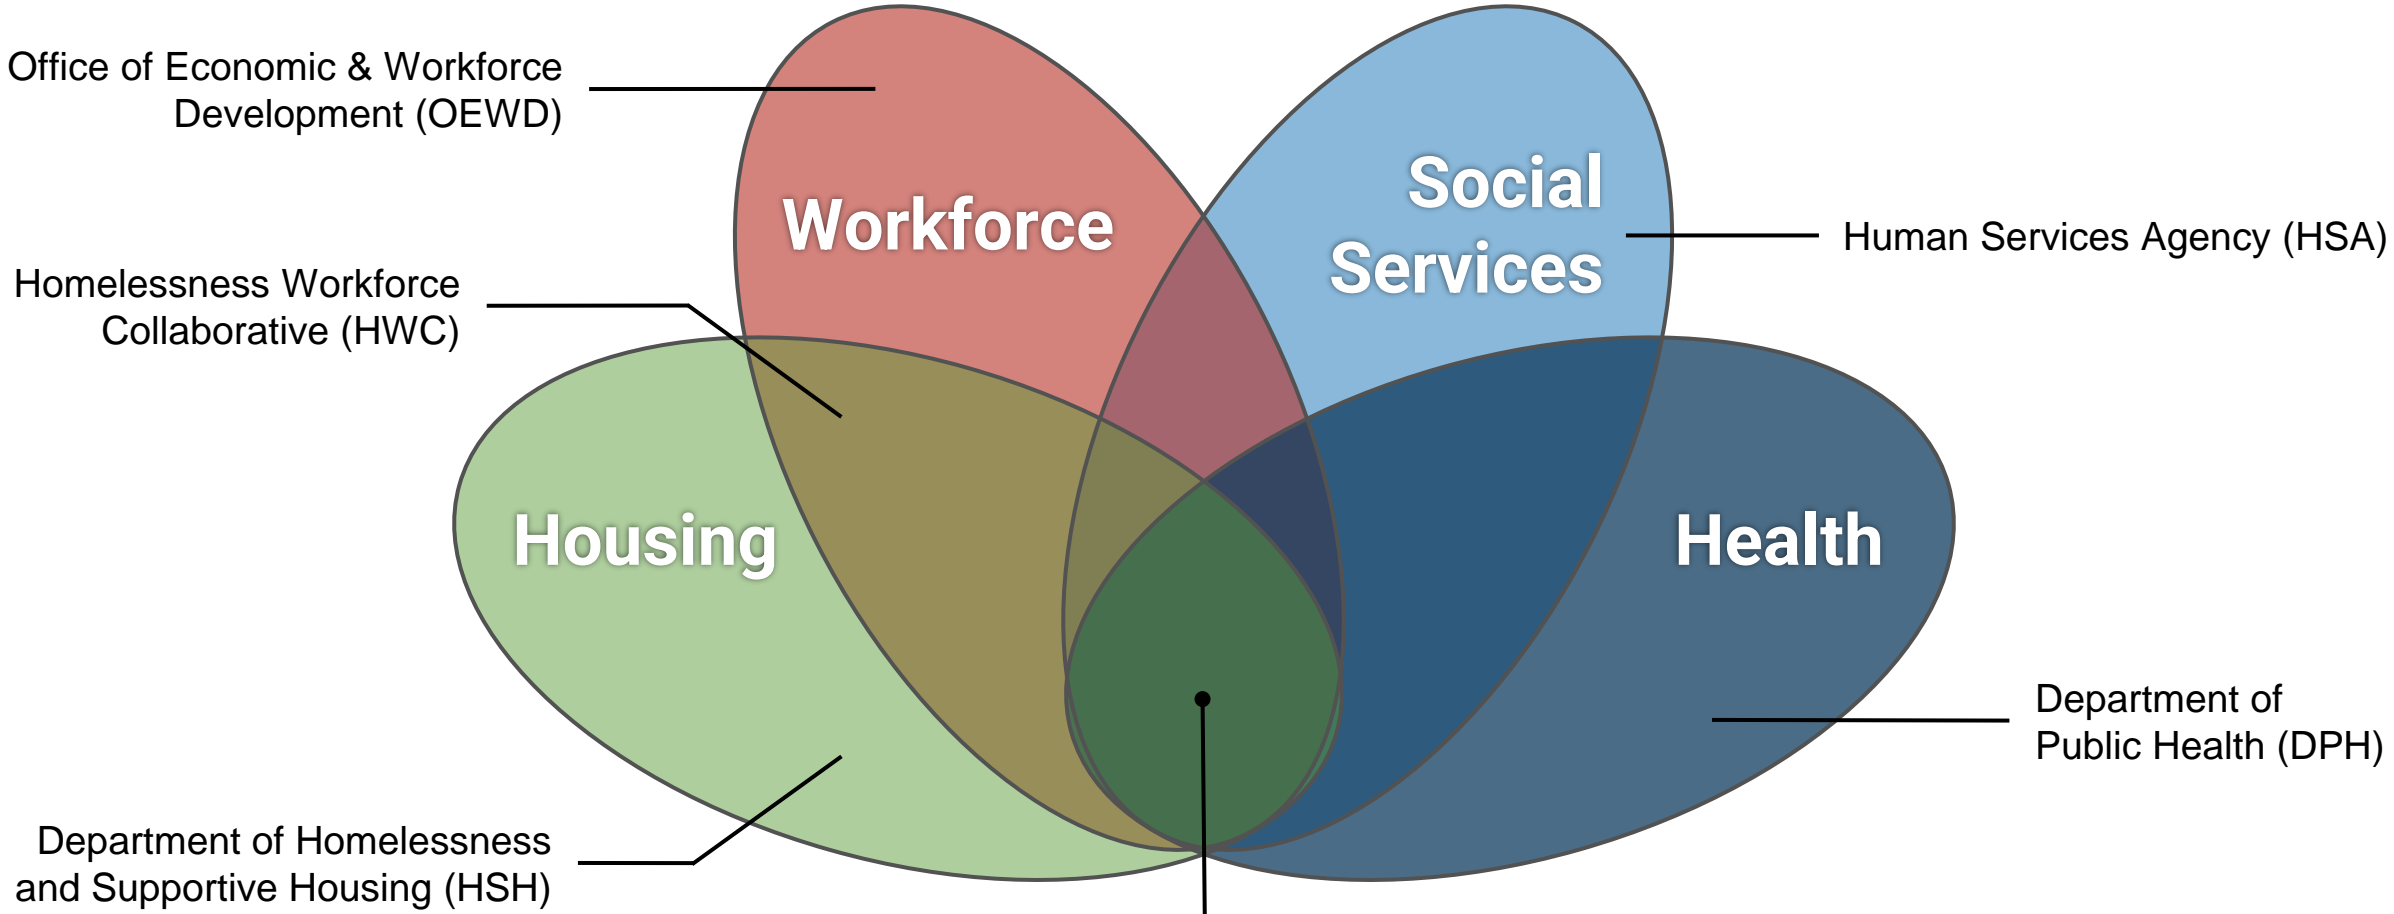 Office of Economic & Workforce
Development (OEWD)
Workforce
Social
Services
Human Services Agency (HSA)
Homelessness Workforce
Collaborative (HWC)
Housing
Health
Department of
Public Health (DPH)
Department of Homelessness
and Supportive Housing (HSH)